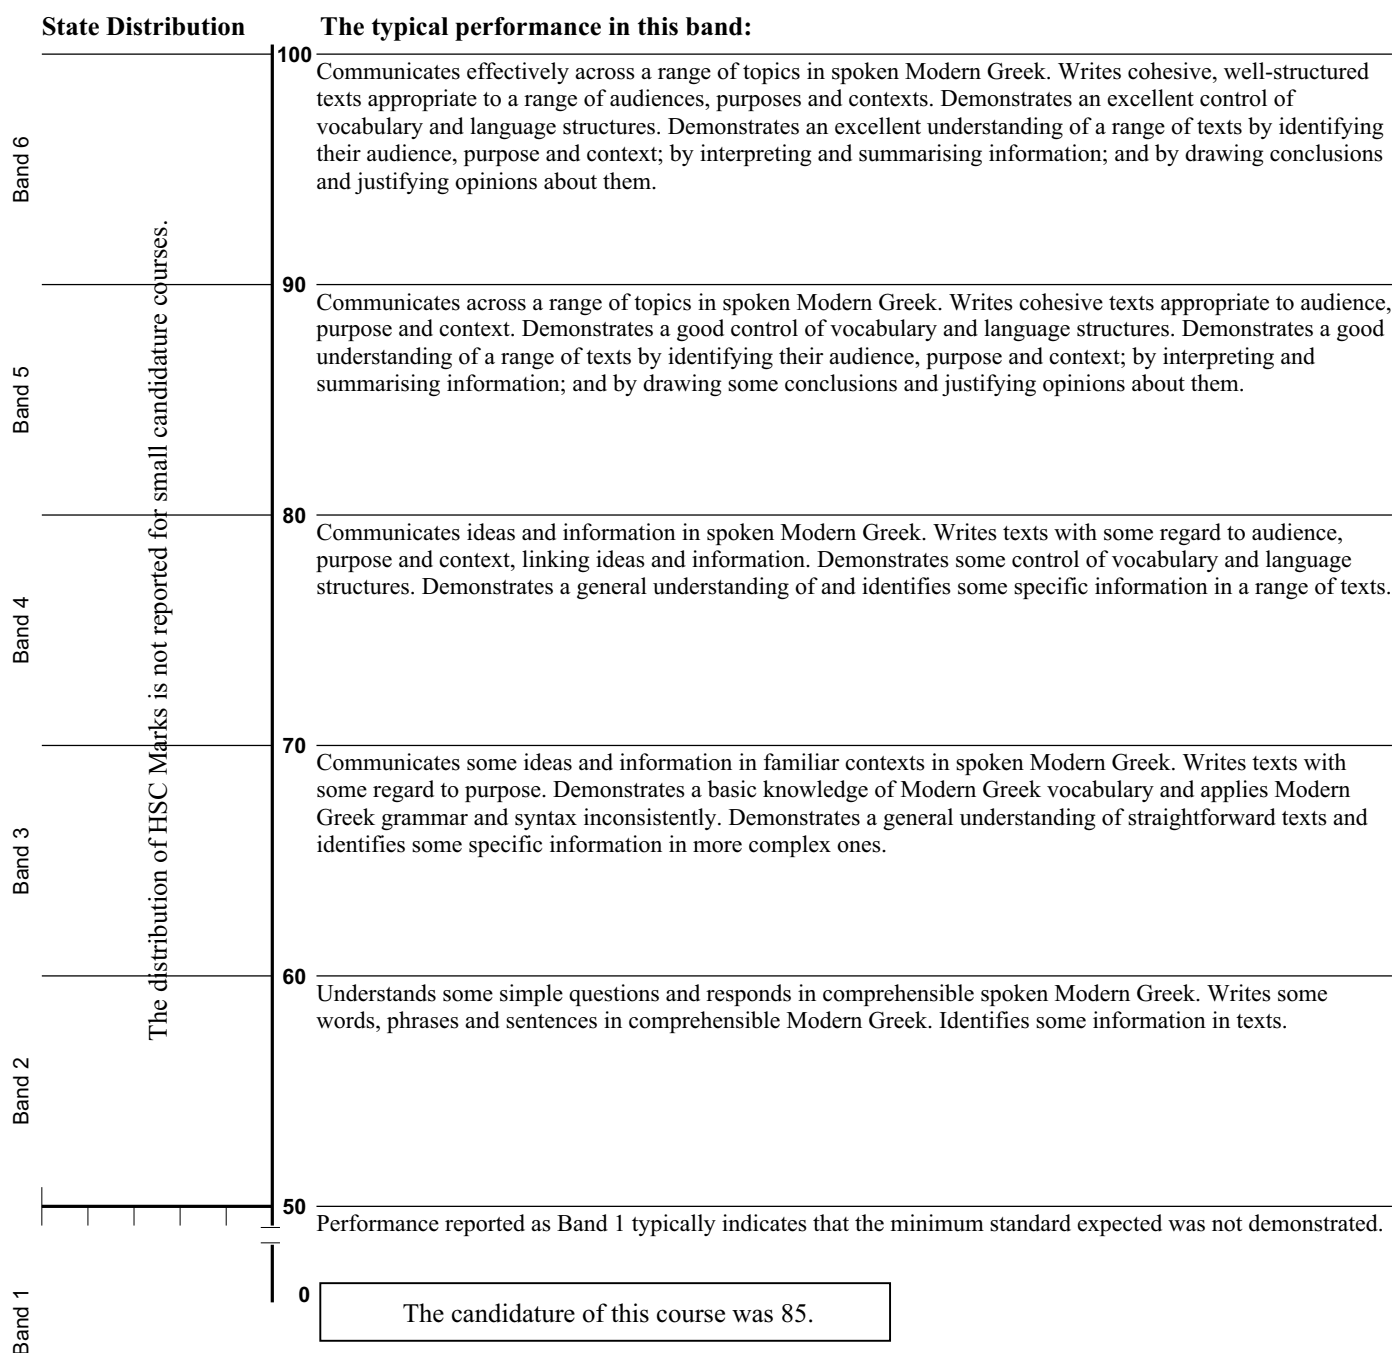 State Distribution
The typical performance in this band:
100
Communicates effectively across a range of topics in spoken Modern Greek. Writes cohesive, well-structured
texts appropriate to a range of audiences, purposes and contexts. Demonstrates an excellent control of
vocabulary and language structures. Demonstrates an excellent understanding of a range of texts by identifying
their audience, purpose and context; by interpreting and summarising information; and by drawing conclusions
and justifying opinions about them.
Band 6
90
Communicates across a range of topics in spoken Modern Greek. Writes cohesive texts appropriate to audience,
purpose and context. Demonstrates a good control of vocabulary and language structures. Demonstrates a good
understanding of a range of texts by identifying their audience, purpose and context; by interpreting and
summarising information; and by drawing some conclusions and justifying opinions about them.
Band 5
80
Communicates ideas and information in spoken Modern Greek. Writes texts with some regard to audience,
purpose and context, linking ideas and information. Demonstrates some control of vocabulary and language
structures. Demonstrates a general understanding of and identifies some specific information in a range of texts.
Band 4
The distribution of HSC Marks is not reported for small candidature courses.
70
Communicates some ideas and information in familiar contexts in spoken Modern Greek. Writes texts with
some regard to purpose. Demonstrates a basic knowledge of Modern Greek vocabulary and applies Modern
Greek grammar and syntax inconsistently. Demonstrates a general understanding of straightforward texts and
identifies some specific information in more complex ones.
Band 3
60
Understands some simple questions and responds in comprehensible spoken Modern Greek. Writes some
words, phrases and sentences in comprehensible Modern Greek. Identifies some information in texts.
Band 2
50
Performance reported as Band 1 typically indicates that the minimum standard expected was not demonstrated.
0
Band 1
The candidature of this course was 85.